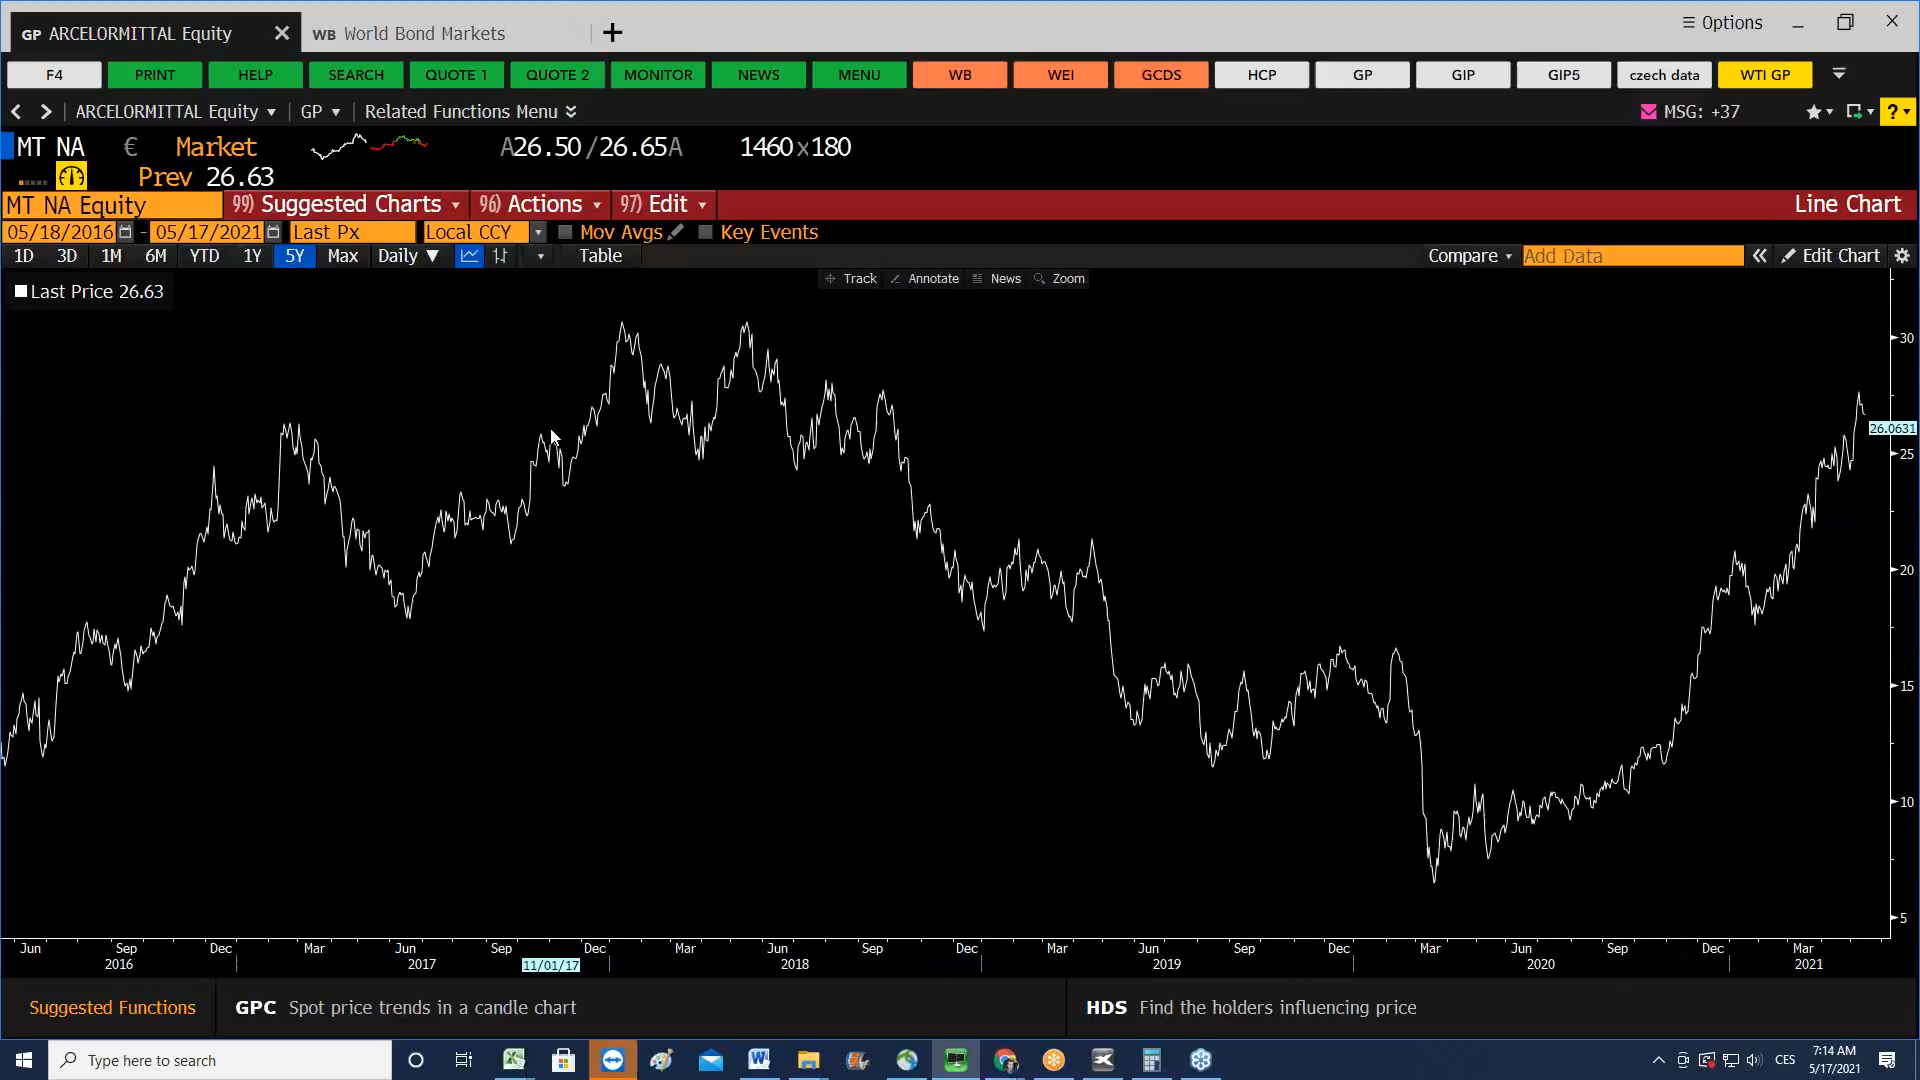 GP ARCELORMITTAL Equity
WB World Bond Markets
Options
F4 PRINT HELP SEARCH QUOTE 1 QUOTE 2 MONITOR NEWS MENU WB WEI GCDS HCP GP GIP GIP5 czech data WTI GP
ARCELORMITTAL Equity GP Related Functions Menu MSG: +37
MT NA € Market A26.50/26.65A 1460x180
Prev 26.63
MT NA Equity 99) Suggested Charts 96) Actions 97) Edit Line Chart
05/18/2016 - 05/17/2021 Last Px Local CCY Mov Avgs Key Events
1D 3D 1M 6M YTD 1Y 5Y Max Daily Table Compare Add Data Edit Chart
Track Annotate News Zoom
Last Price 26.63
30
26.0631
25
20
15
10
5
Jun Sep Dec Mar Jun Sep Dec Mar Jun Sep Dec Mar Jun Sep Dec Mar Jun Sep Dec Mar
2016 2017 11/01/17 2018 2019 2020 2021
Suggested Functions GPC Spot price trends in a candle chart HDS Find the holders influencing price
Type here to search
CES
7:14 AM
5/17/2021